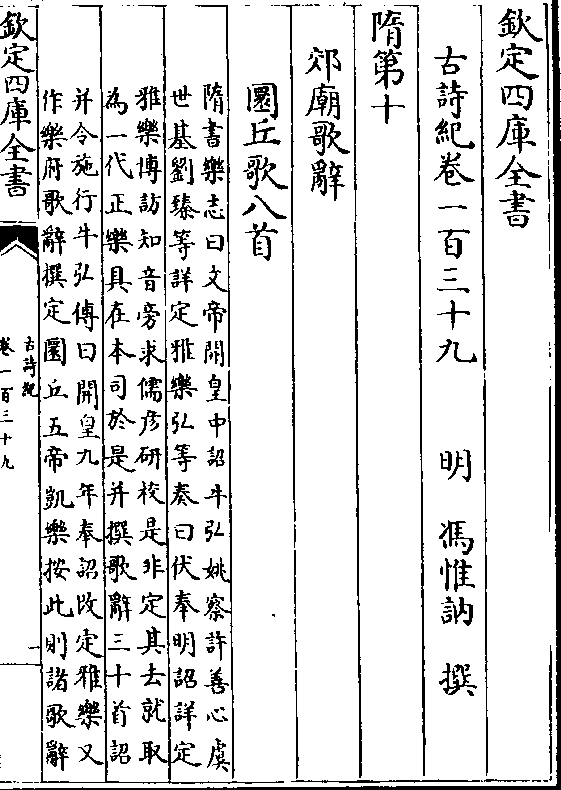 欽定四庫全書
古詩紀卷一百三十九 明 馮惟訥 撰
隋第十
郊廟歌辭
圜丘歌八首
隋書樂志曰文帝開皇中詔牛弘姚察許善心虞
世基劉臻等詳定雅樂弘等奏曰伏奉明詔詳定
雅樂博訪知音旁求儒彦研校是非定其去就取
為一代正樂具在本司於是并撰歌辭三十首詔
并令施行牛弘傳曰開皇九年奉詔改定雅樂又
作樂府歌辭撰定圜丘五帝凱樂按此則諸歌辭
欽定四庫全書
古詩紀
卷一百三十九
一